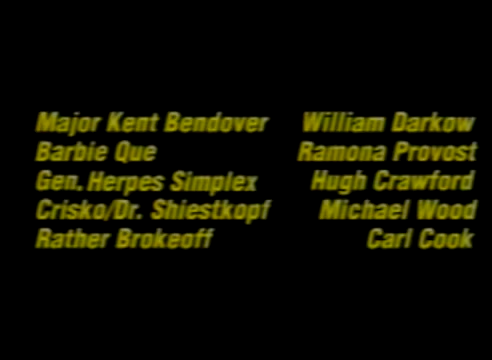 Major Kent Bendover William Darkow
Barbie Que Ramona Provost
Gen. Herpes Simplex Hugh Crawford
Crisko/Dr. Shiestkopf Michael Wood
Rather Brokeoff Carl Cook